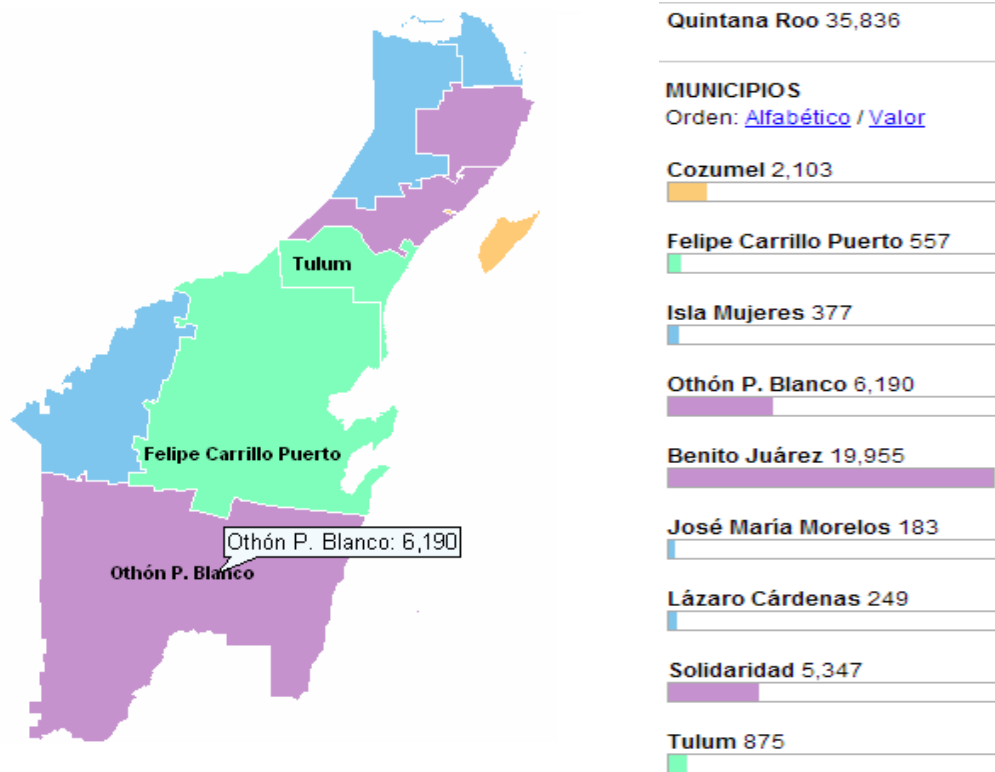 Quintana Roo 35,836
MUNICIPIOS
Orden: Alfabético / Valor
Cozumel 2,103
Felipe Carrillo Puerto 557
Isla Mujeres 377
Othón P. Blanco 6,190
Benito Juárez 19,955
José María Morelos 183
Lázaro Cárdenas 249
Solidaridad 5,347
Tulum 875
Tulum
Felipe Carrillo Puerto
Othón P. Blanco: 6,190
Othón P. Blanco